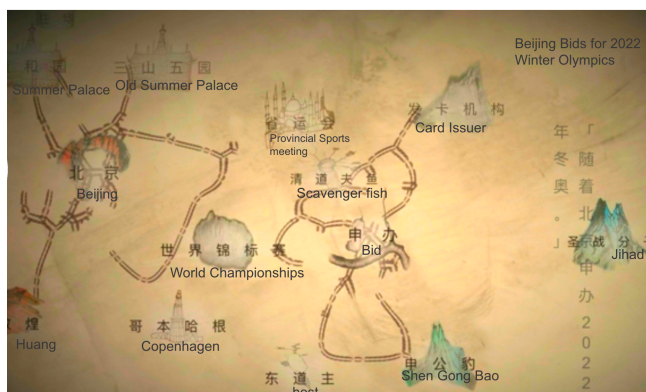 Beijing Bids for 2022
Winter Olympics
和 园
Summer Palace
三 山 五 园
Old Summer Palace
省 运 会
Provincial Sports
meeting
发 卡 机 构
Card Issuer
北 京
Beijing
清 道 夫 鱼
Scavenger fish
「随着北京申办2022
年冬奥。」
世 界 锦 标 赛
World Championships
申 办
Bid
圣 战 分
Jihad
煌
Huang
哥 本 哈 根
Copenhagen
东 道 主
host
申 公 豹
Shen Gong Bao